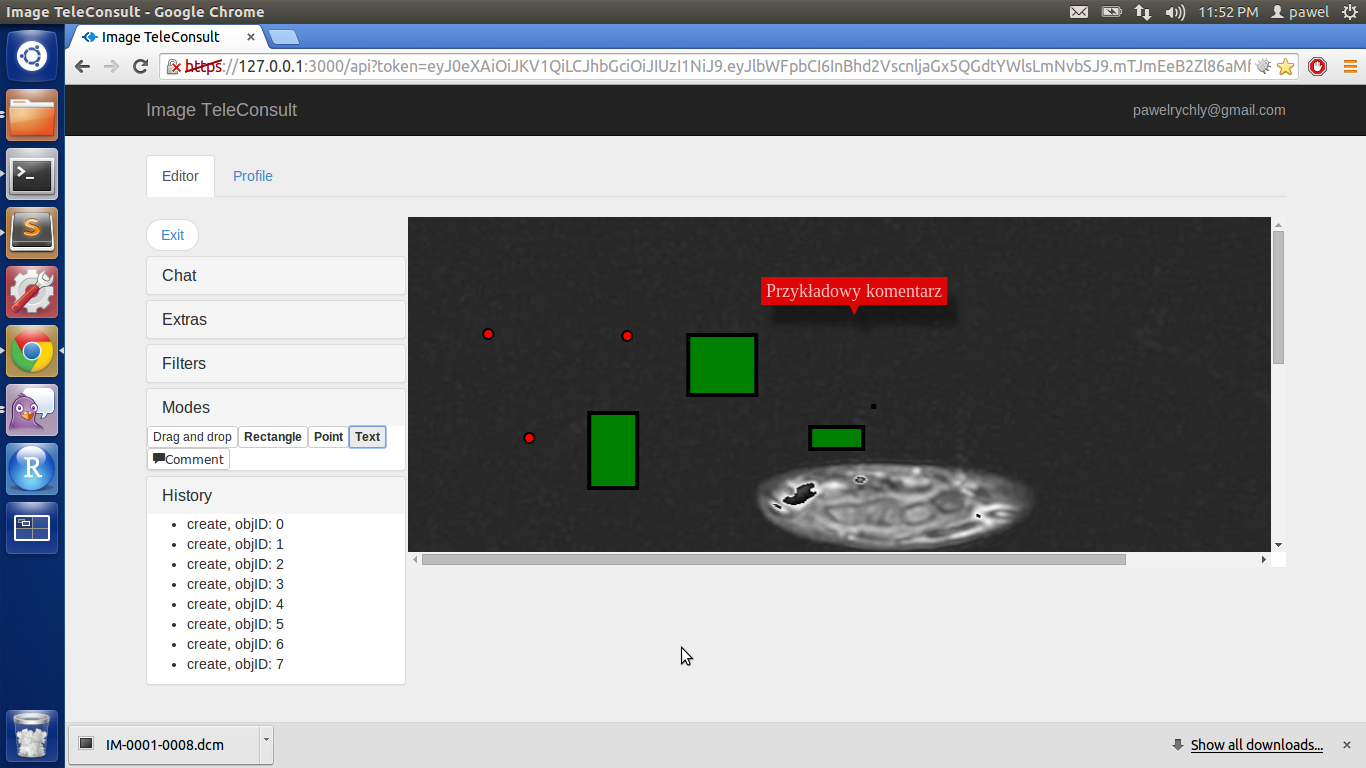 Image TeleConsult - Google Chrome
11:52 PM
pawel
Image TeleConsult
https://127.0.0.1:3000/api?token=eyJ0eXAiOiJKV1QiLCJhbGciOiJIUzI1NiJ9.eyJlbWFpbCI6InBhd2VscnljaGx5QGdtYWlsLmNvbSJ9.mTJmEeB2Zl86aMf
Image TeleConsult
pawelrychly@gmail.com
Editor
Profile
Exit
Chat
Extras
Filters
Modes
Drag and drop
Rectangle
Point
Text
Comment
History
create, objID: 0
create, objID: 1
create, objID: 2
create, objID: 3
create, objID: 4
create, objID: 5
create, objID: 6
create, objID: 7
Przykładowy komentarz
IM-0001-0008.dcm
Show all downloads...